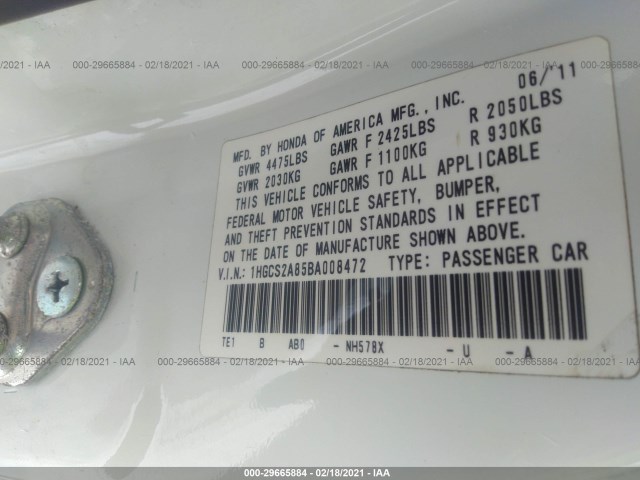 000-29665884 - 02/18/2021 - IAA 000-29665884 - 02/18/2021 - IAA 000-29665884 - 02/18/2021 - IAA
06/'11
MFD. BY HONDA OF AMERICA MFG., INC.
GVWR 4475LBS GAWR F 2425LBS R 2050LBS
GVWR 2030KG GAWR F 1100KG R 930KG
THIS VEHICLE CONFORMS TO ALL APPLICABLE
FEDERAL MOTOR VEHICLE SAFETY, BUMPER,
AND THEFT PREVENTION STANDARDS IN EFFECT
ON THE DATE OF MANUFACTURE SHOWN ABOVE.
V.I.N.: 1HGCS2A85BA008472 TYPE: PASSENGER CAR
TE1 B AB0 - NH578X - U - A
000-29665884 - 02/18/2021 - IAA 000-29665884 - 02/18/2021 - IAA 000-29665884 - 02/18/2021 - IAA
000-29665884 - 02/18/2021 - IAA